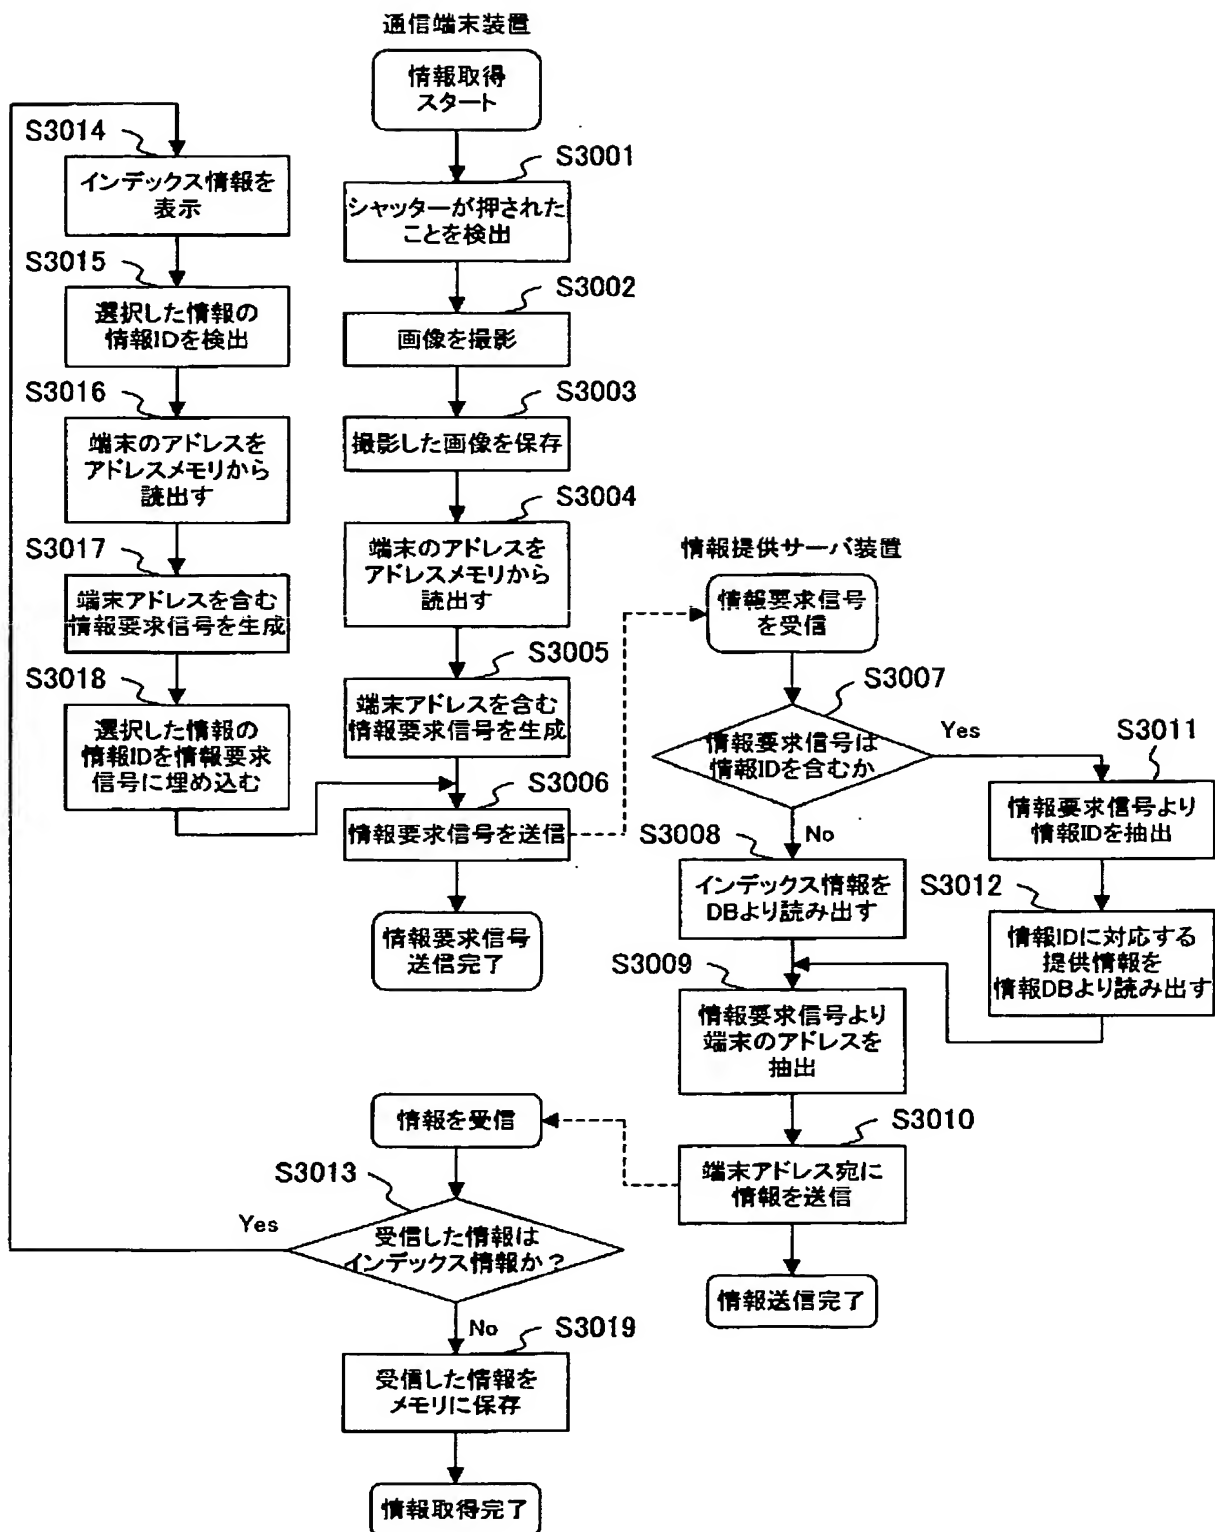 通信端末装置
情報取得
スタート
S3001
シャッターが押された
ことを検出
S3002
画像を撮影
S3003
撮影した画像を保存
S3004
端末のアドレスを
アドレスメモリから
読出す
S3005
端末アドレスを含む
情報要求信号を生成
S3006
情報要求信号を送信
情報要求信号
送信完了
S3014
インデックス情報を
表示
S3015
選択した情報の
情報IDを検出
S3016
端末のアドレスを
アドレスメモリから
読出す
S3017
端末アドレスを含む
情報要求信号を生成
S3018
選択した情報の
情報IDを情報要求
信号に埋め込む
情報提供サーバ装置
情報要求信号
を受信
S3007
情報要求信号は
情報IDを含むか
Yes
No
S3008
インデックス情報を
DBより読み出す
S3011
情報要求信号より
情報IDを抽出
S3012
情報IDに対応する
提供情報を
情報DBより読み出す
S3009
情報要求信号より
端末のアドレスを
抽出
S3010
端末アドレス宛に
情報を送信
情報送信完了
情報を受信
S3013
受信した情報は
インデックス情報か？
Yes
No
S3019
受信した情報を
メモリに保存
情報取得完了